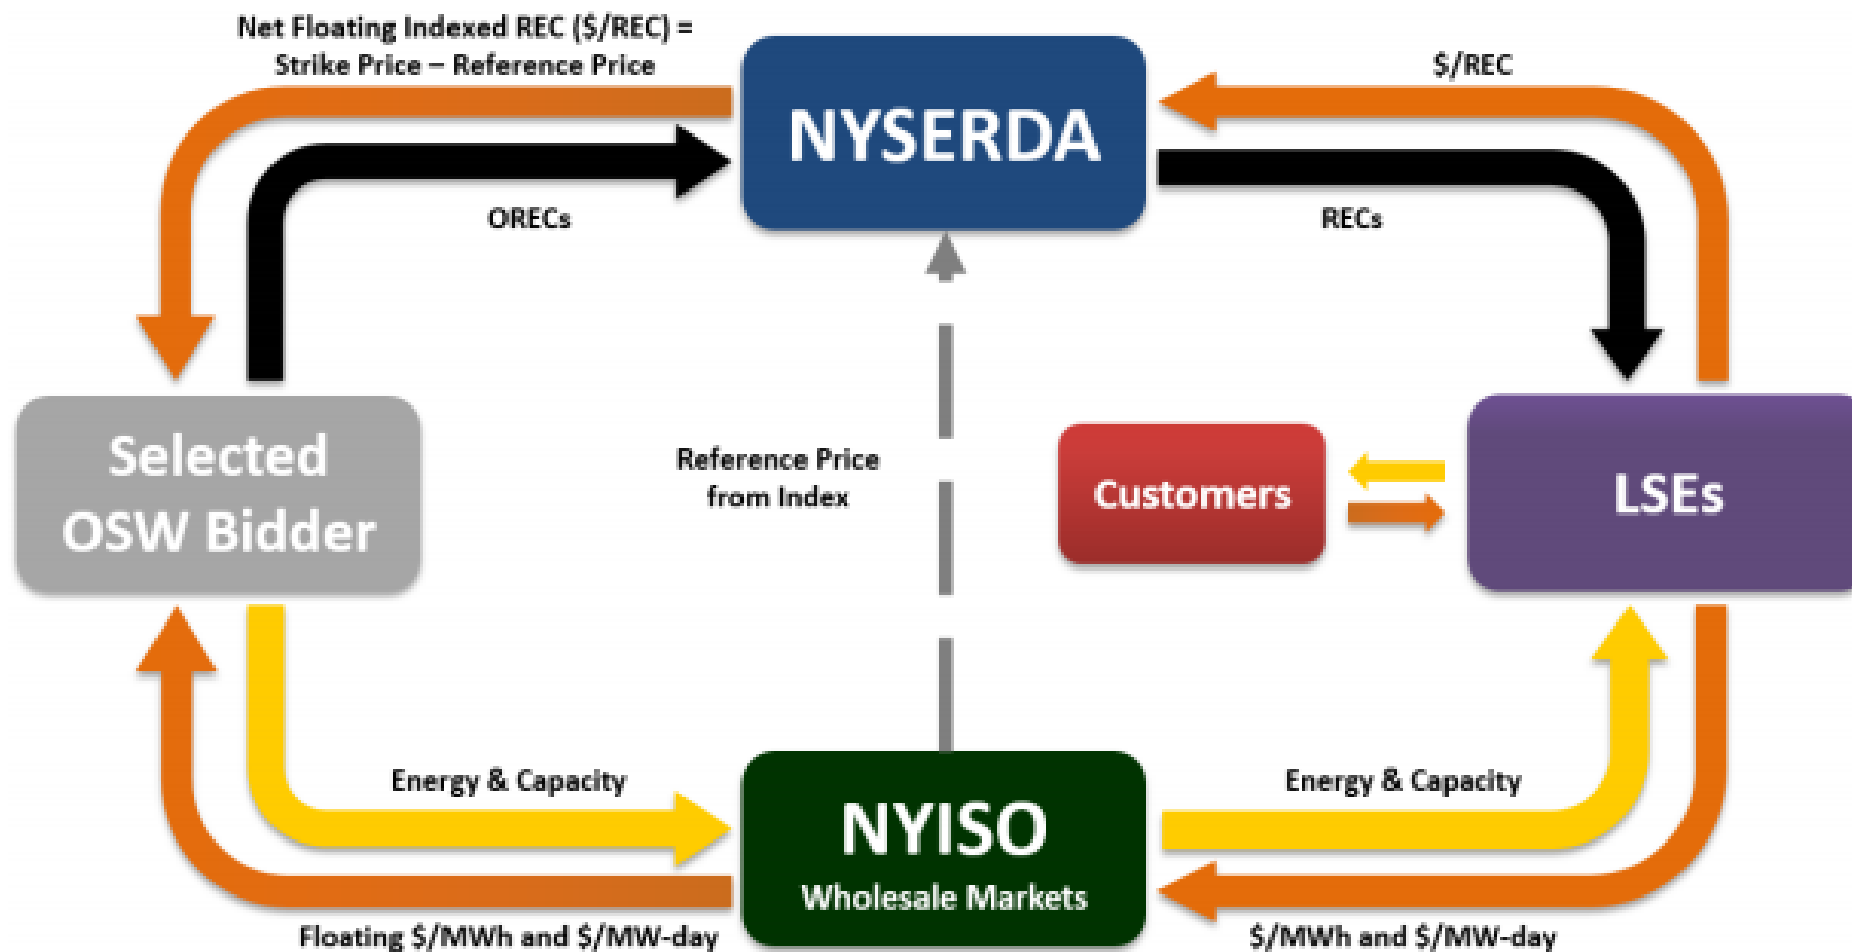 Net Floating Indexed REC ($/REC) =
Strike Price – Reference Price
$/REC
NYSERDA
ORECs
RECs
Selected
OSW Bidder
Reference Price
from Index
Customers
LSEs
Energy & Capacity
Energy & Capacity
NYISO
Wholesale Markets
Floating $/MWh and $/MW-day
$/MWh and $/MW-day